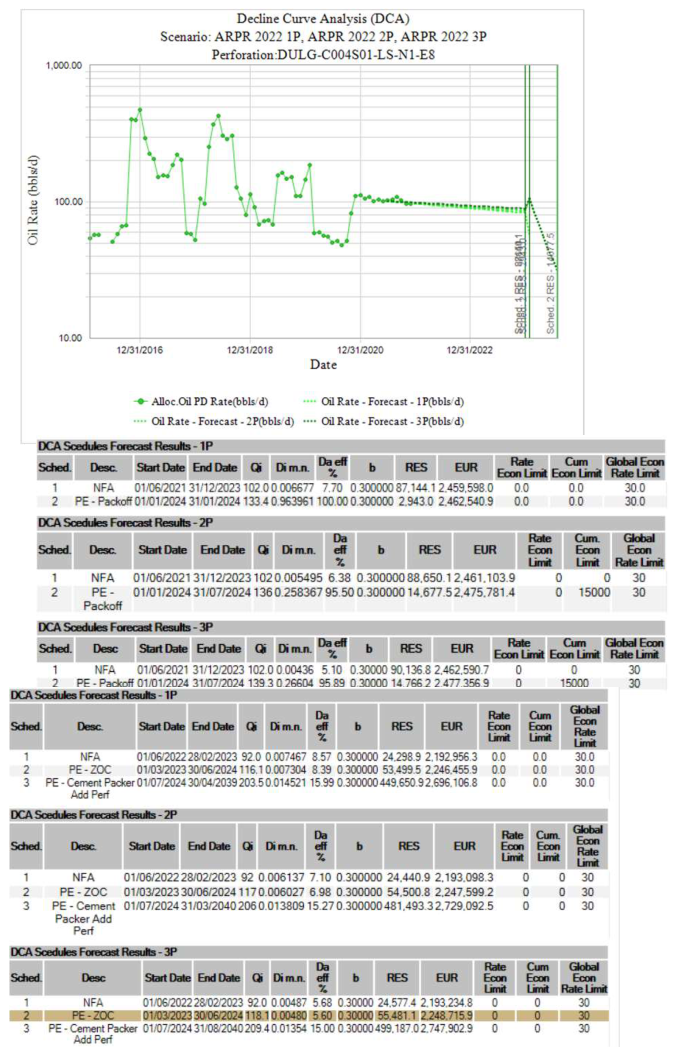 Decline Curve Analysis (DCA)
Scenario: ARPR 2022 1P, ARPR 2022 2P, ARPR 2022 3P
Perforation:DULG-C004S01-LS-N1-E8
1,000.00
100.00
10.00
Oil Rate (bbls/d)
Sched. 2 RES - 14677.5
12/31/2016 12/31/2018 12/31/2020 12/31/2022
Date
Alloc.Oil PD Rate(bbls/d) Oil Rate - Forecast - 1P(bbls/d)
Oil Rate - Forecast - 2P(bbls/d) Oil Rate - Forecast - 3P(bbls/d)
DCA Scedules Forecast Results - 1P
Sched. Desc. Start Date End Date Qi Di m.n. Da eff % b RES EUR Rate Econ Limit Cum Econ Limit Global Econ Rate Limit
1 NFA 01/06/2021 31/12/2023 102.0 0.006677 7.70 0.300000 87,144.1 2,459,598.0 0.0 0.0 30.0
2 PE - Packoff 01/01/2024 31/01/2024 133.4 0.963961 100.00 0.300000 2,943.0 2,462,540.9 0.0 0.0 30.0
DCA Scedules Forecast Results - 2P
Sched. Desc. Start Date End Date Qi Di m.n. Da eff % b RES EUR Rate Econ Limit Cum. Econ Limit Global Econ Rate Limit
1 NFA 01/06/2021 31/12/2023 102 0.005495 6.38 0.300000 88,650.1 2,461,103.9 0 0 30
2 PE - Packoff 01/01/2024 31/07/2024 136 0.258367 95.50 0.300000 14,677.5 2,475,781.4 0 15000 30
DCA Scedules Forecast Results - 3P
Sched. Desc Start Date End Date Qi Di m.n. Da eff % b RES EUR Rate Econ Limit Cum Econ Limit Global Econ Rate Limit
1 NFA 01/06/2021 31/12/2023 102.0 0.00436 5.10 0.30000 90,136.8 2,462,590.7 0 0 30
2 PE - Packoff 01/01/2024 31/07/2024 139.3 0.26604 95.89 0.30000 14,766.2 2,477,356.9 0 15000 30
DCA Scedules Forecast Results - 1P
Sched. Desc. Start Date End Date Qi Di m.n. Da eff % b RES EUR Rate Econ Limit Cum Econ Limit Global Econ Rate Limit
1 NFA 01/06/2022 28/02/2023 92.0 0.007467 8.57 0.300000 24,298.9 2,192,956.3 0.0 0.0 30.0
2 PE - ZOC 01/03/2023 30/06/2024 116.1 0.007304 8.39 0.300000 53,499.5 2,246,455.9 0.0 0.0 30.0
3 PE - Cement Packer Add Perf 01/07/2024 30/04/2039 203.5 0.014521 15.99 0.300000 449,650.9 2,696,106.8 0.0 0.0 30.0
DCA Scedules Forecast Results - 2P
Sched. Desc. Start Date End Date Qi Di m.n. Da eff % b RES EUR Rate Econ Limit Cum. Econ Limit Global Econ Rate Limit
1 NFA 01/06/2022 28/02/2023 92 0.006137 7.10 0.300000 24,440.9 2,193,098.3 0 0 30
2 PE - ZOC 01/03/2023 30/06/2024 117 0.006027 6.98 0.300000 54,500.8 2,247,599.2 0 0 30
3 PE - Cement Packer Add Perf 01/07/2024 31/03/2040 206 0.013809 15.27 0.300000 481,493.3 2,729,092.5 0 0 30
DCA Scedules Forecast Results - 3P
Sched. Desc Start Date End Date Qi Di m.n. Da eff % b RES EUR Rate Econ Limit Cum Econ Limit Global Econ Rate Limit
1 NFA 01/06/2022 28/02/2023 92.0 0.00487 5.68 0.30000 24,577.4 2,193,234.8 0 0 30
2 PE - ZOC 01/03/2023 30/06/2024 118.1 0.00480 5.60 0.30000 55,481.1 2,248,715.9 0 0 30
3 PE - Cement Packer Add Perf 01/07/2024 31/08/2040 209.4 0.01354 15.00 0.30000 499,187.0 2,747,902.9 0 0 30